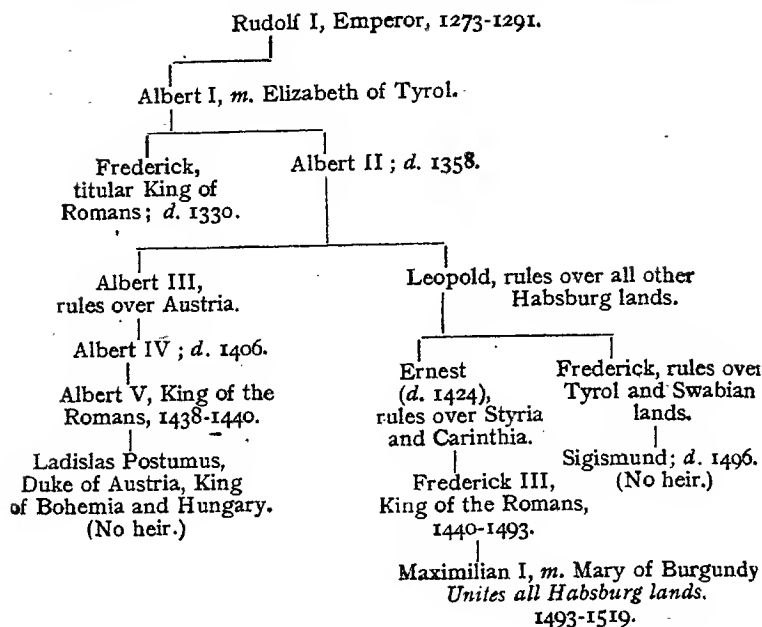 Rudolf I, Emperor, 1273-1291.
Albert I, m. Elizabeth of Tyrol.
Frederick,
titular King of
Romans; d. 1330.
Albert II; d. 1358.
Albert III,
rules over Austria.
Albert IV; d. 1406.
Albert V, King of the
Romans, 1438-1440.
Ladislas Postumus,
Duke of Austria, King
of Bohemia and Hungary.
(No heir.)
Leopold, rules over all other
Habsburg lands.
Ernest
(d. 1424),
rules over Styria
and Carinthia.
Frederick III,
King of the Romans,
1440-1493.
Maximilian I, m. Mary of Burgundy
Unites all Habsburg lands.
1493-1519.
Frederick, rules over
Tyrol and Swabian
lands.
Sigismund; d. 1496.
(No heir.)